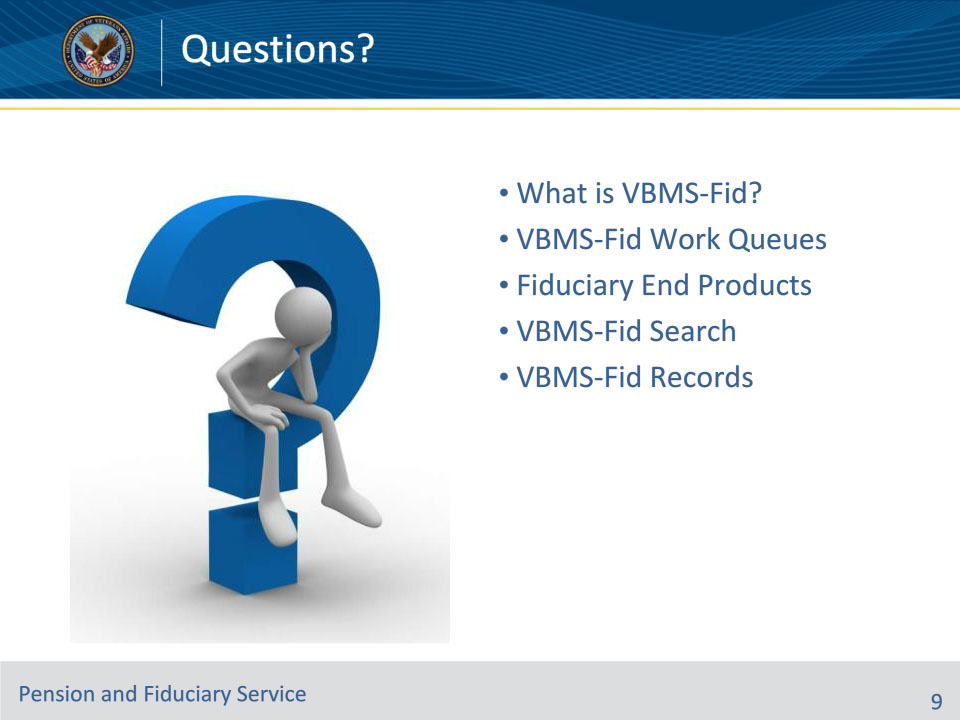 DEPARTMENT OF VETERANS AFFAIRS
UNITED STATES OF AMERICA
Questions?
• What is VBMS-Fid?
• VBMS-Fid Work Queues
• Fiduciary End Products
• VBMS-Fid Search
• VBMS-Fid Records
Pension and Fiduciary Service
9